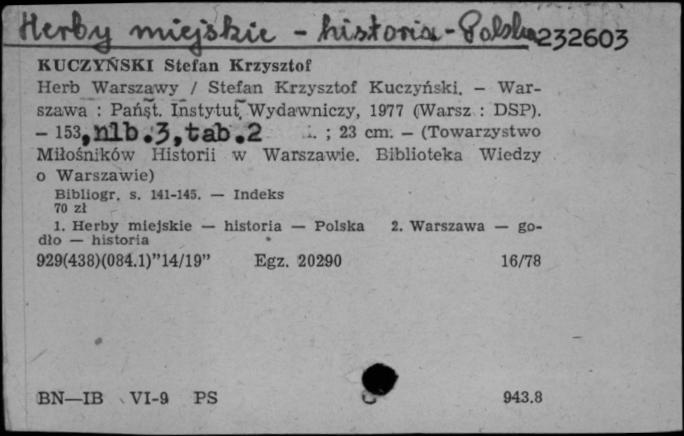 Herby miejskie - historia - Polska 232603
KUCZYŃSKI Stefan Krzysztof
Herb Warszawy / Stefan Krzysztof Kuczyński. – War-
szawa : Państ. Instytut Wydawniczy, 1977 (Warsz : DSP).
– 153, nlb. 3, tab. 2 ; 23 cm. – (Towarzystwo
Miłośników Historii w Warszawie. Biblioteka Wiedzy
o Warszawie)
Bibliogr. s. 141-145. — Indeks
70 zł
1. Herby miejskie — historia — Polska 2. Warszawa — go-
dło — historia
929(438)(084.1)"14/19" Egz. 20290 16/78
BN—IB VI-9 PS 943.8